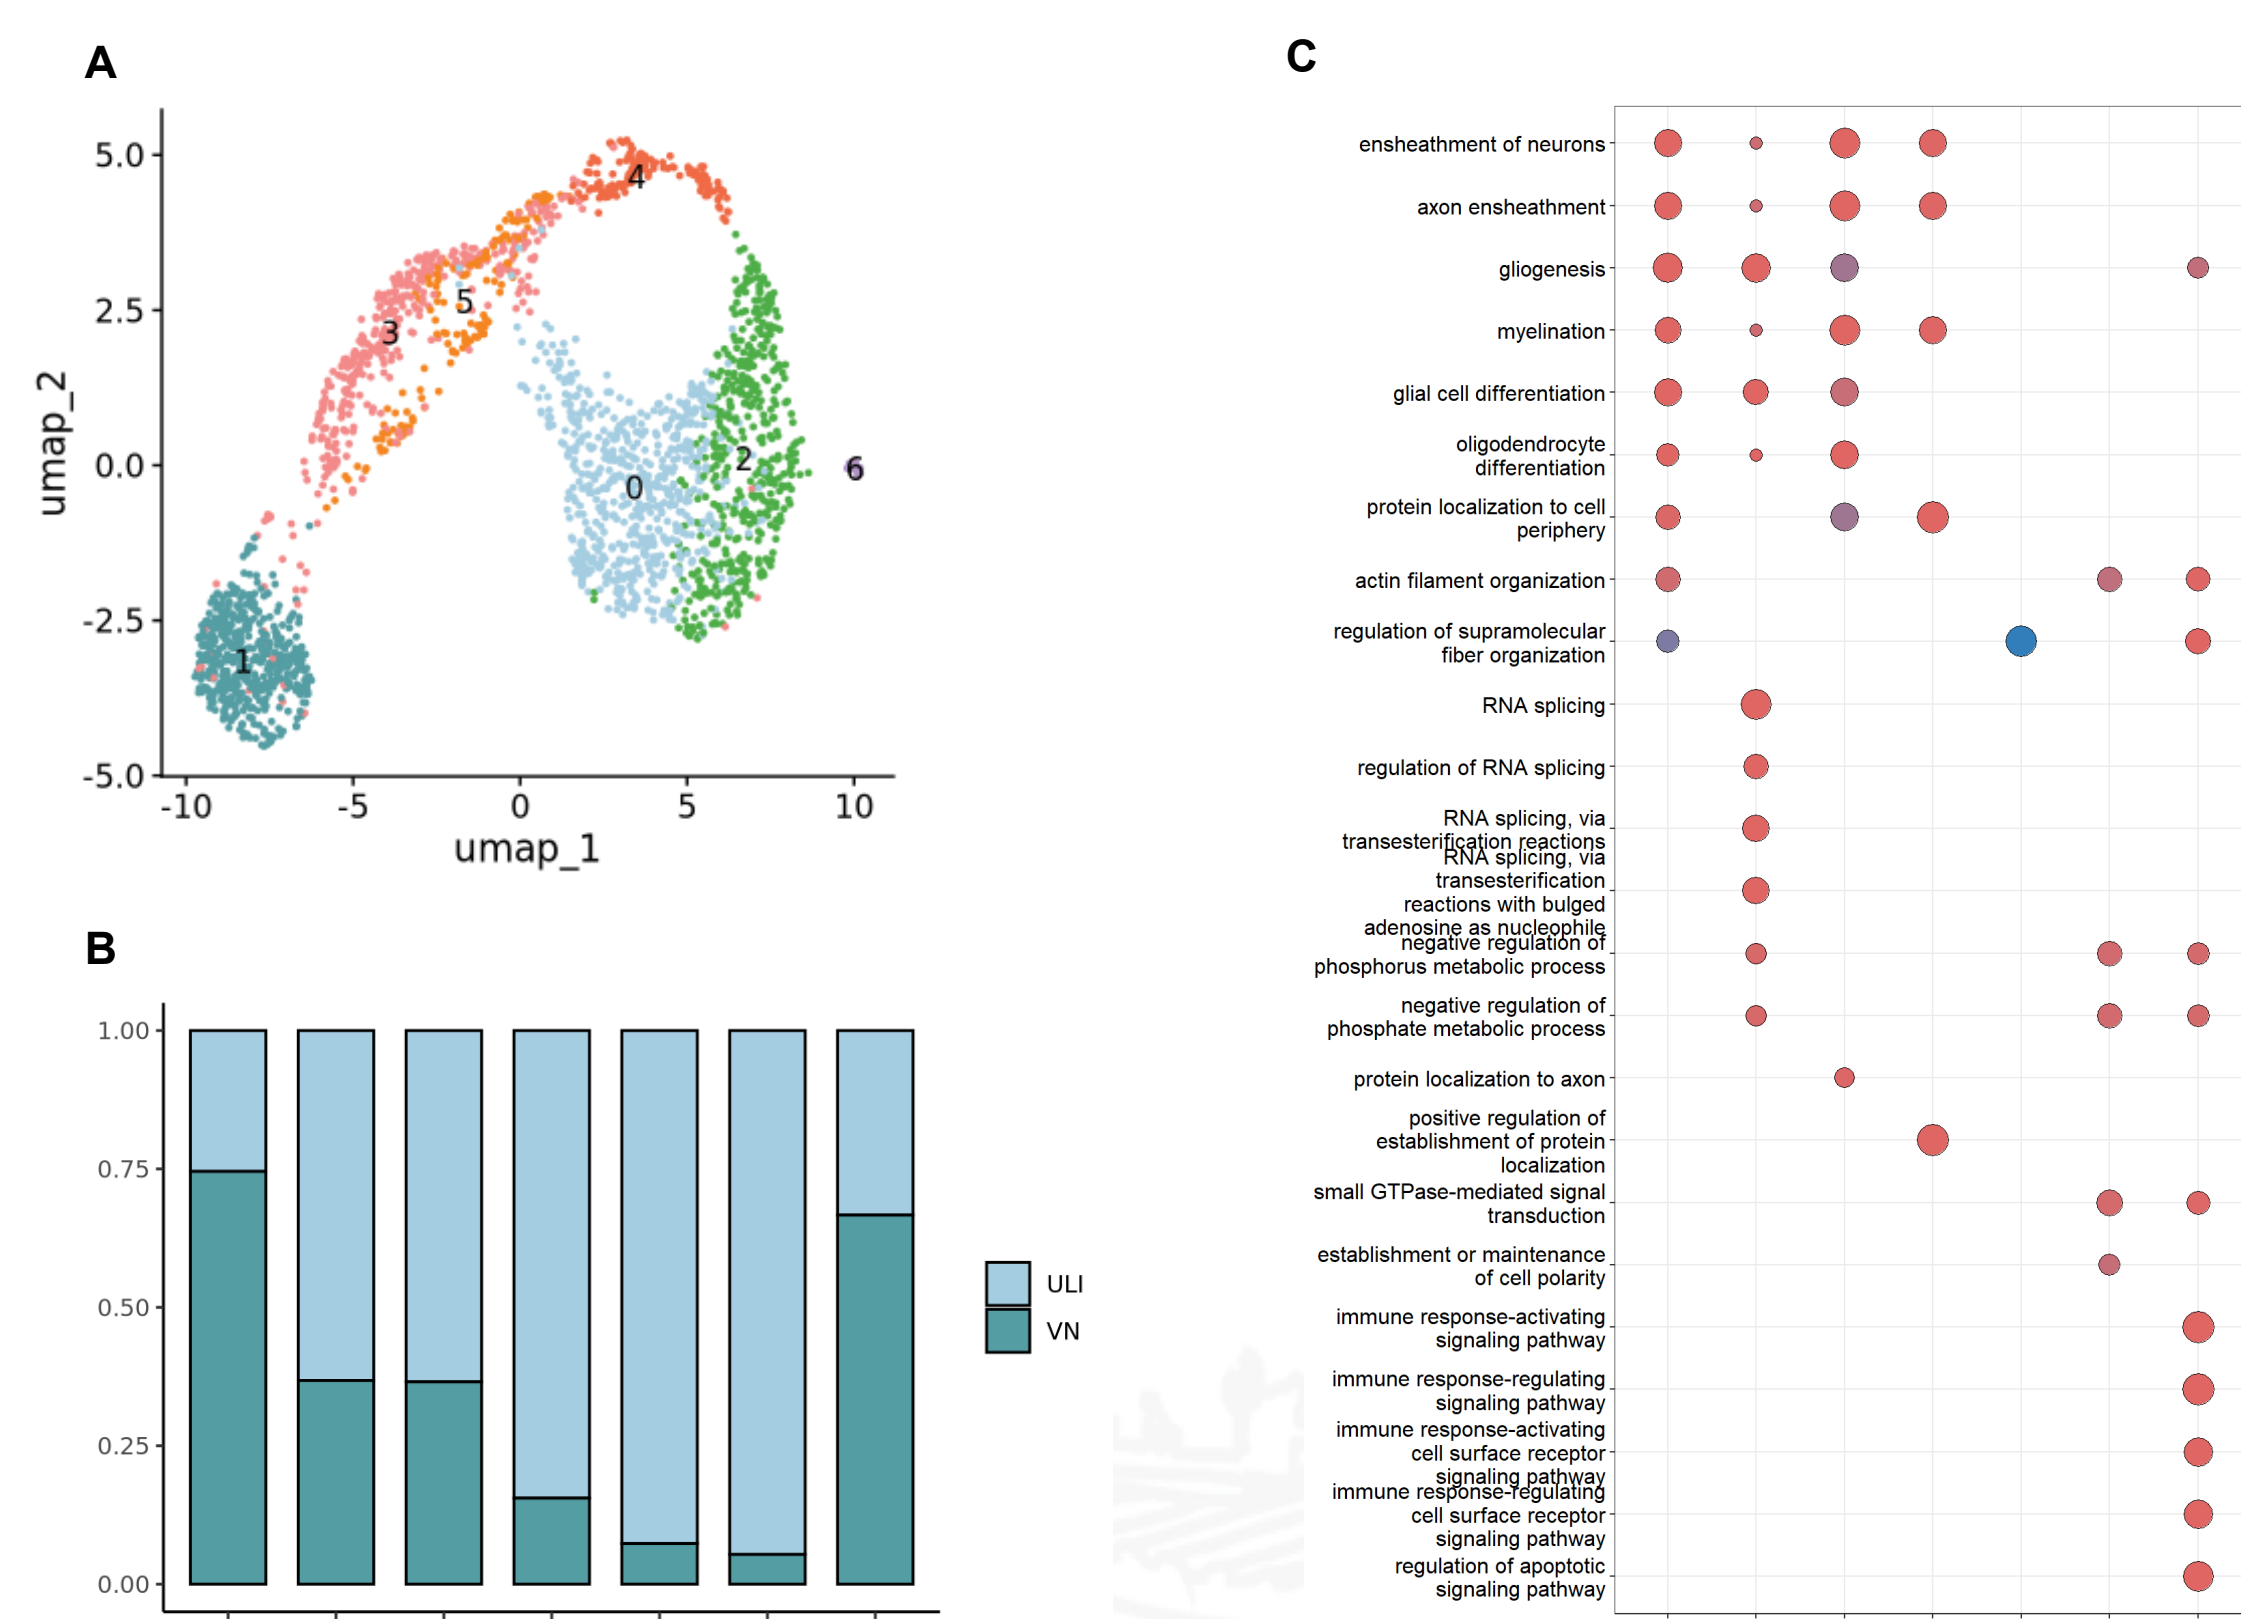 A
5.0
2.5
0.0
-2.5
-5.0
umap_2
4
5
3
2
6
0
1
-10
-5
0
5
10
umap_1
B
1.00
0.75
0.50
0.25
0.00
ULI
VN
C
ensheathment of neurons
axon ensheathment
gliogenesis
myelination
glial cell differentiation
oligodendrocyte
differentiation
protein localization to cell
periphery
actin filament organization
regulation of supramolecular
fiber organization
RNA splicing
regulation of RNA splicing
RNA splicing, via
transesterification reactions
RNA splicing, via
transesterification
reactions with bulged
adenosine as nucleophile
negative regulation of
phosphorus metabolic process
negative regulation of
phosphate metabolic process
protein localization to axon
positive regulation of
establishment of protein
localization
small GTPase-mediated signal
transduction
establishment or maintenance
of cell polarity
immune response-activating
signaling pathway
immune response-regulating
signaling pathway
immune response-activating
cell surface receptor
signaling pathway
immune response-regulating
cell surface receptor
signaling pathway
regulation of apoptotic
signaling pathway